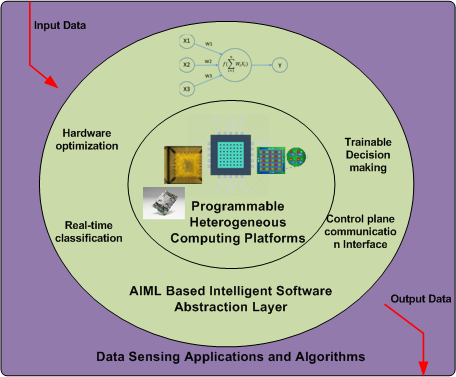 Input Data
X1
W1
X2
W2
Y
X3
W3
Hardware
optimization
Trainable
Decision
making
Programmable
Heterogeneous
Computing Platforms
Real-time
classification
Control plane
communicatio
n Interface
AIML Based Intelligent Software
Abstraction Layer
Output Data
Data Sensing Applications and Algorithms